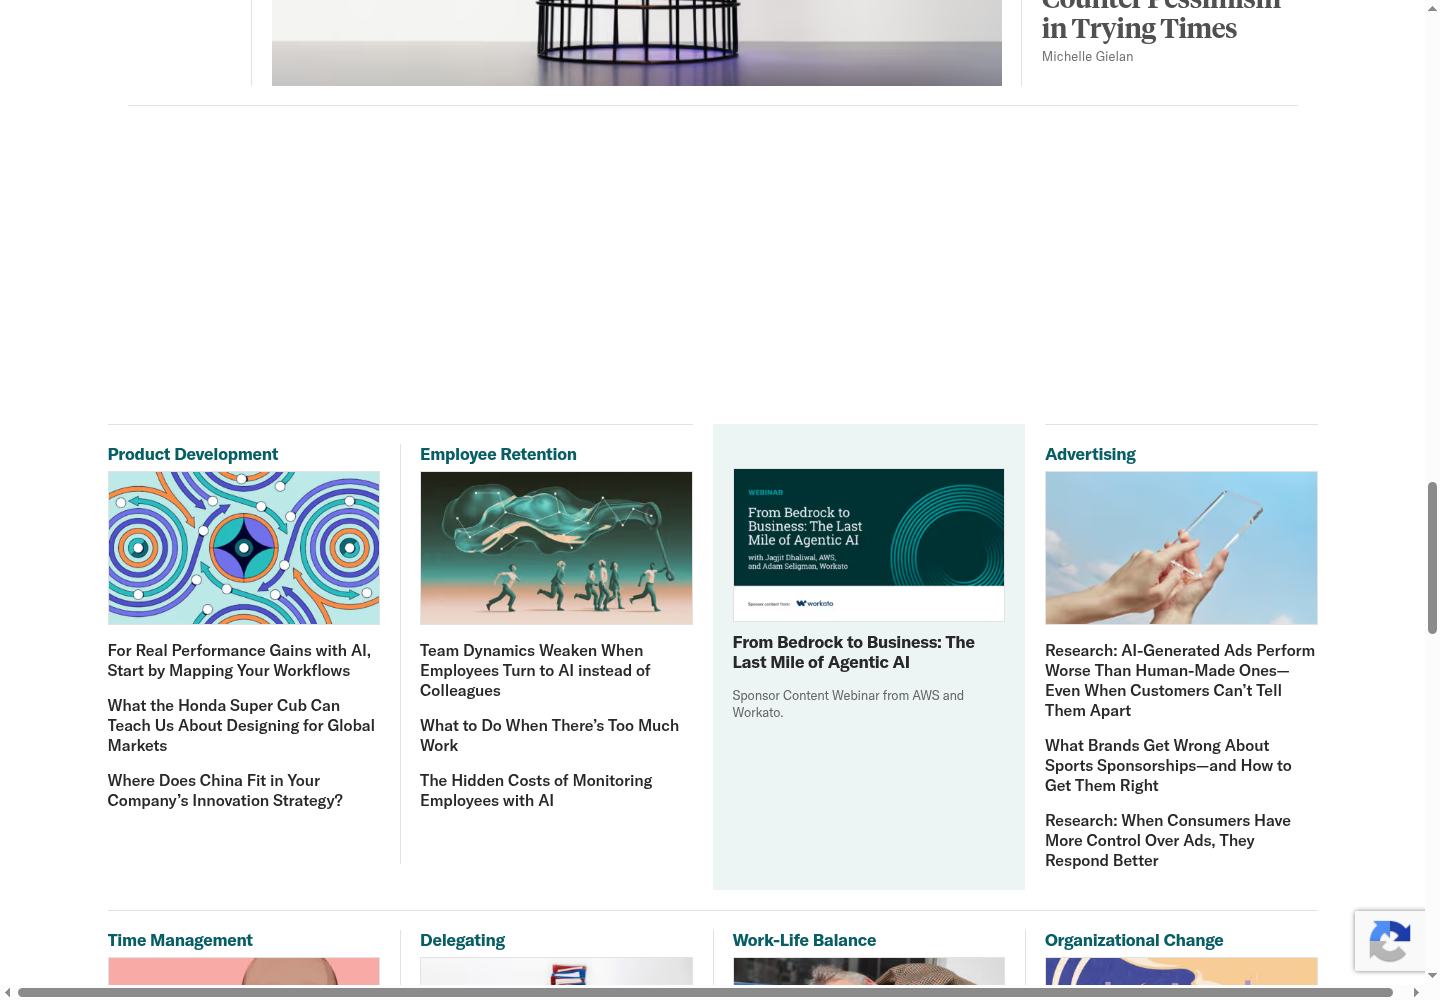 Counter Pessimism
in Trying Times
Michelle Gielan
Product Development
For Real Performance Gains with AI,
Start by Mapping Your Workflows
What the Honda Super Cub Can
Teach Us About Designing for Global
Markets
Where Does China Fit in Your
Company’s Innovation Strategy?
Employee Retention
Team Dynamics Weaken When
Employees Turn to AI instead of
Colleagues
What to Do When There’s Too Much
Work
The Hidden Costs of Monitoring
Employees with AI
WEBINAR
From Bedrock to
Business: The Last
Mile of Agentic AI
with Jagjit Dhaliwal, AWS,
and Adam Seligman, Workato
Sponsor content from: workato
From Bedrock to Business: The
Last Mile of Agentic AI
Sponsor Content Webinar from AWS and
Workato.
Advertising
Research: AI-Generated Ads Perform
Worse Than Human-Made Ones—
Even When Customers Can’t Tell
Them Apart
What Brands Get Wrong About
Sports Sponsorships—and How to
Get Them Right
Research: When Consumers Have
More Control Over Ads, They
Respond Better
Time Management
Delegating
Work-Life Balance
Organizational Change